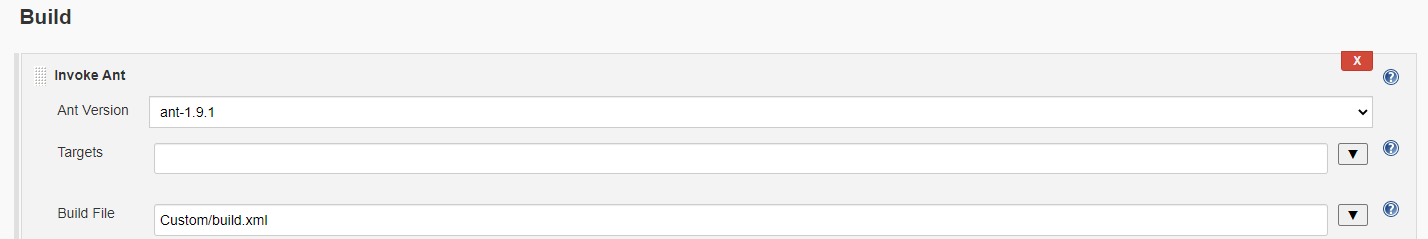 Build
Invoke Ant
X
?
Ant Version
ant-1.9.1
Targets
▼
?
Build File
Custom/build.xml
▼
?